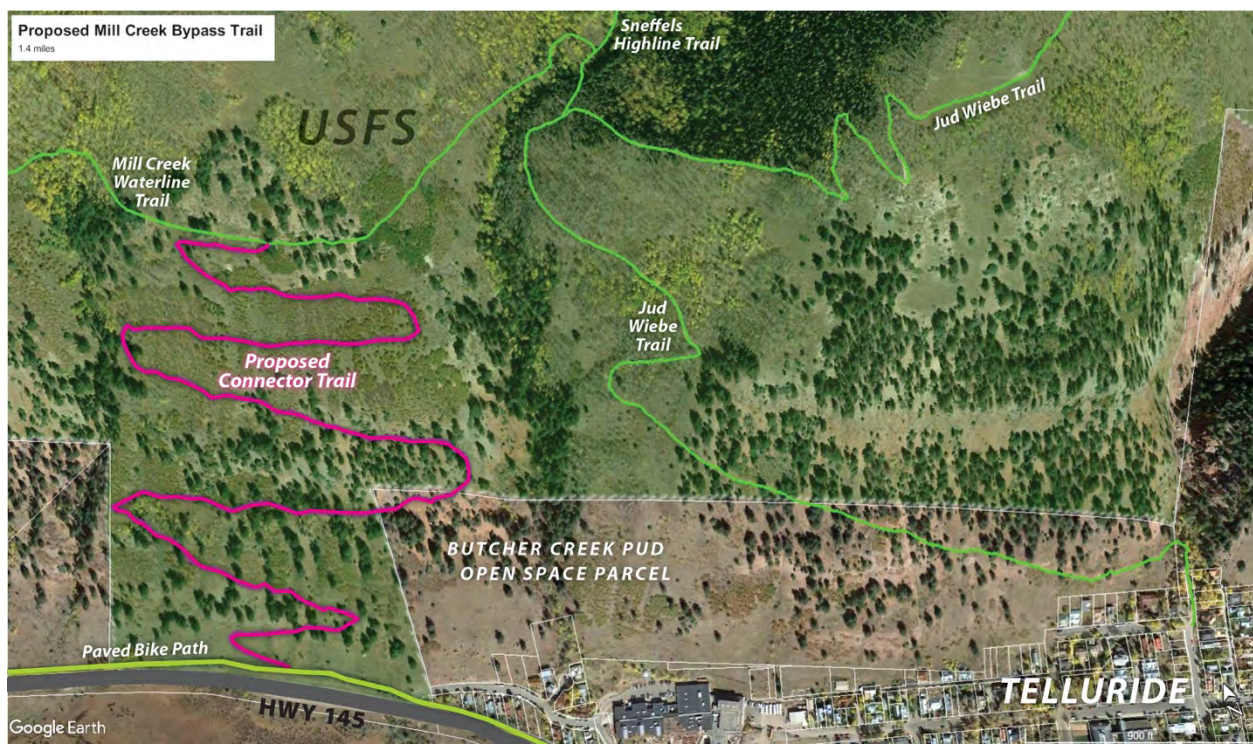 Proposed Mill Creek Bypass Trail
1.4 miles
Sneffels
Highline Trail
USFS
Jud Wiebe Trail
Mill Creek
Waterline
Trail
Jud
Wiebe
Trail
Proposed
Connector Trail
BUTCHER CREEK PUD
OPEN SPACE PARCEL
Paved Bike Path
TELLURIDE
HWY 145
Google Earth
900 ft